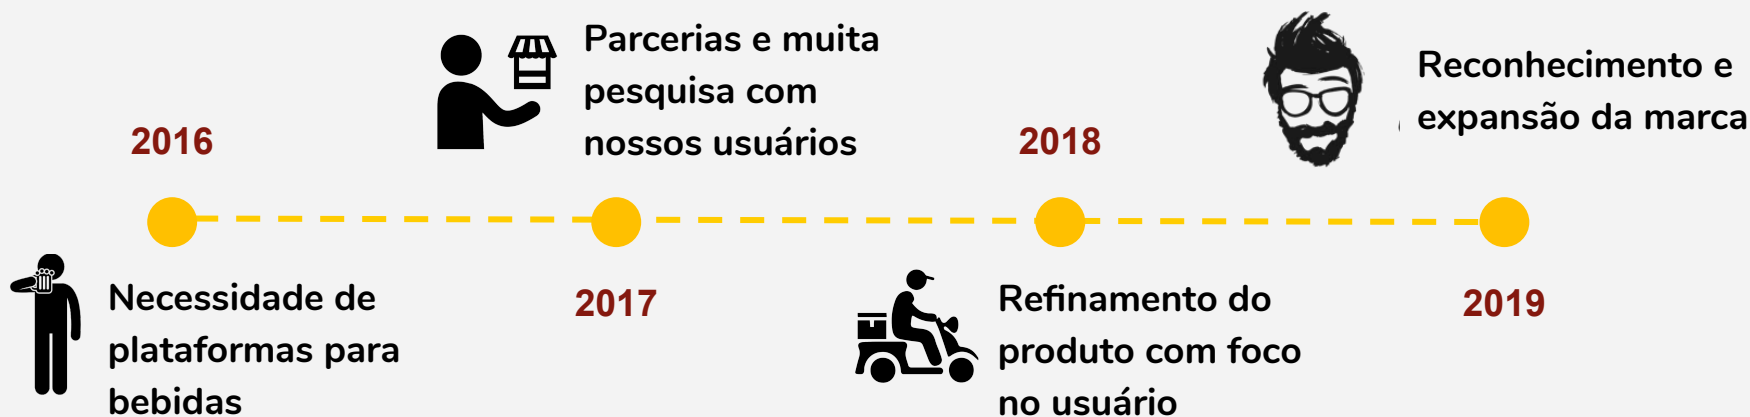 2016
Necessidade de
plataformas para
bebidas
Parcerias e muita
pesquisa com
nossos usuários
2017
2018
Refinamento do
produto com foco
no usuário
Reconhecimento e
expansão da marca
2019